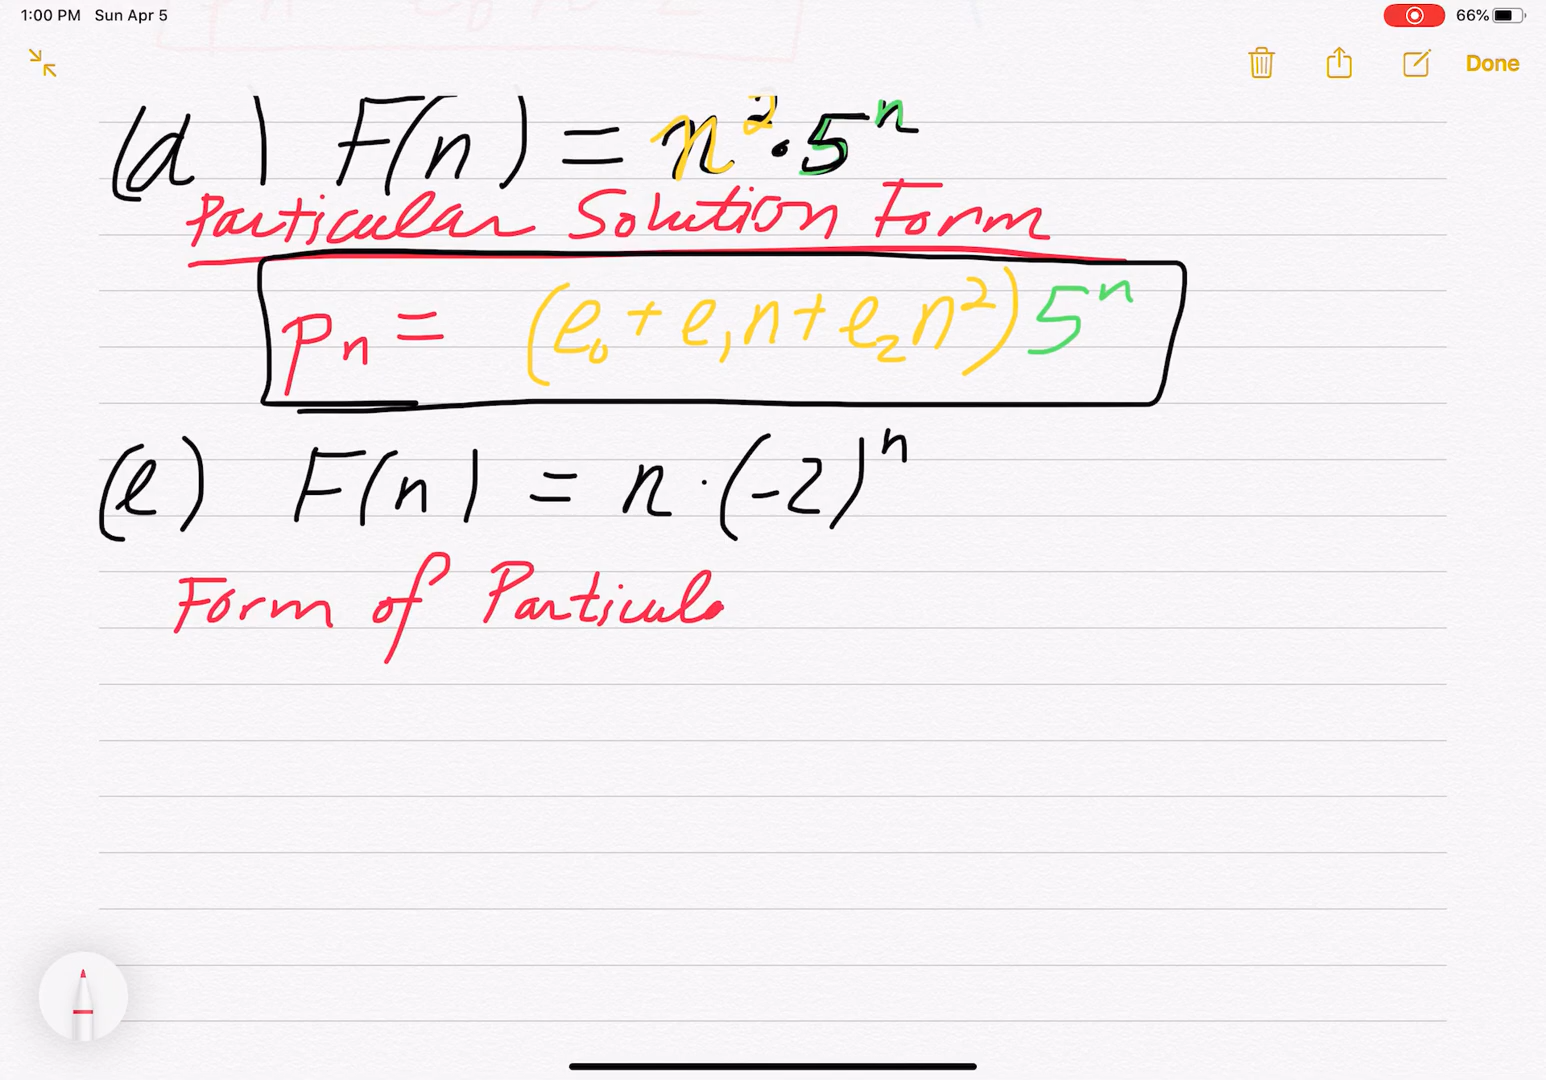 1:00 PM Sun Apr 5 66%
Done
(d) F(n) = n²·5ⁿ
Particular Solution Form
pₙ = (e₀ + e₁n + e₂n²)5ⁿ
(e) F(n) = n·(-2)ⁿ
Form of Particula